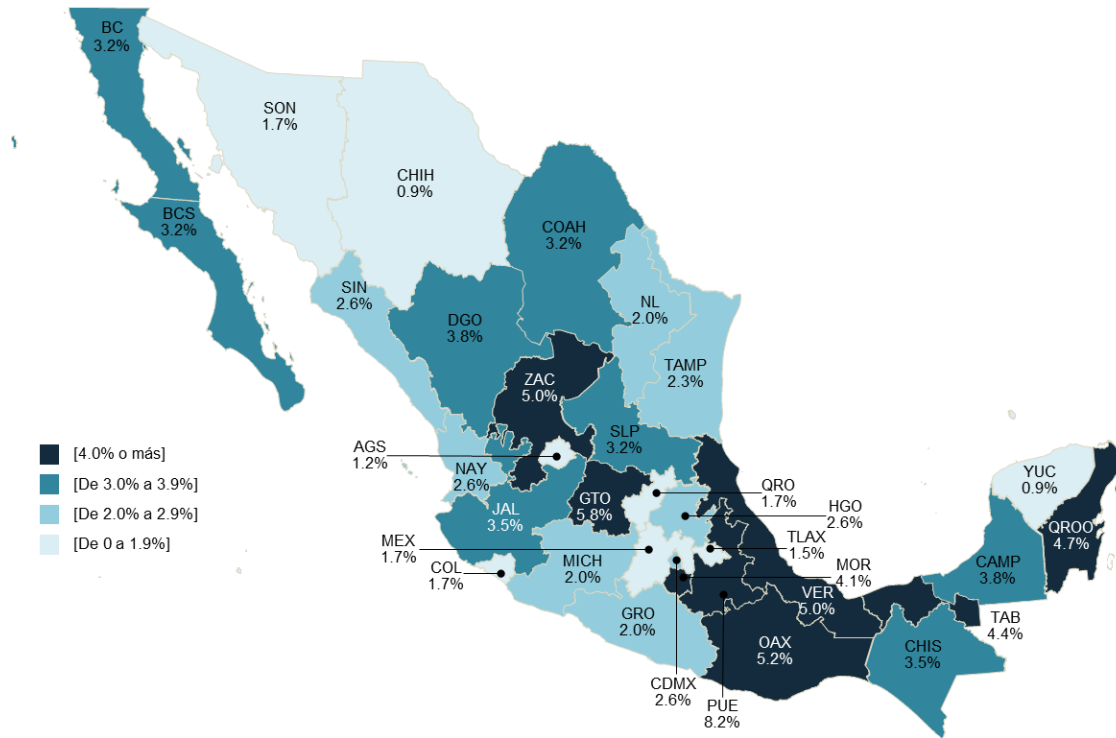 BC
3.2%
SON
1.7%
CHIH
0.9%
BCS
3.2%
COAH
3.2%
SIN
2.6%
NL
2.0%
DGO
3.8%
TAMP
2.3%
ZAC
5.0%
SLP
3.2%
AGS
1.2%
NAY
2.6%
[4.0% o más]
[De 3.0% a 3.9%]
[De 2.0% a 2.9%]
[De 0 a 1.9%]
GTO
5.8%
JAL
3.5%
QRO
1.7%
HGO
2.6%
YUC
0.9%
QROO
4.7%
MEX
1.7%
COL
1.7%
MICH
2.0%
TLAX
1.5%
MOR
4.1%
CAMP
3.8%
VER
5.0%
GRO
2.0%
TAB
4.4%
OAX
5.2%
CHIS
3.5%
CDMX
2.6%
PUE
8.2%